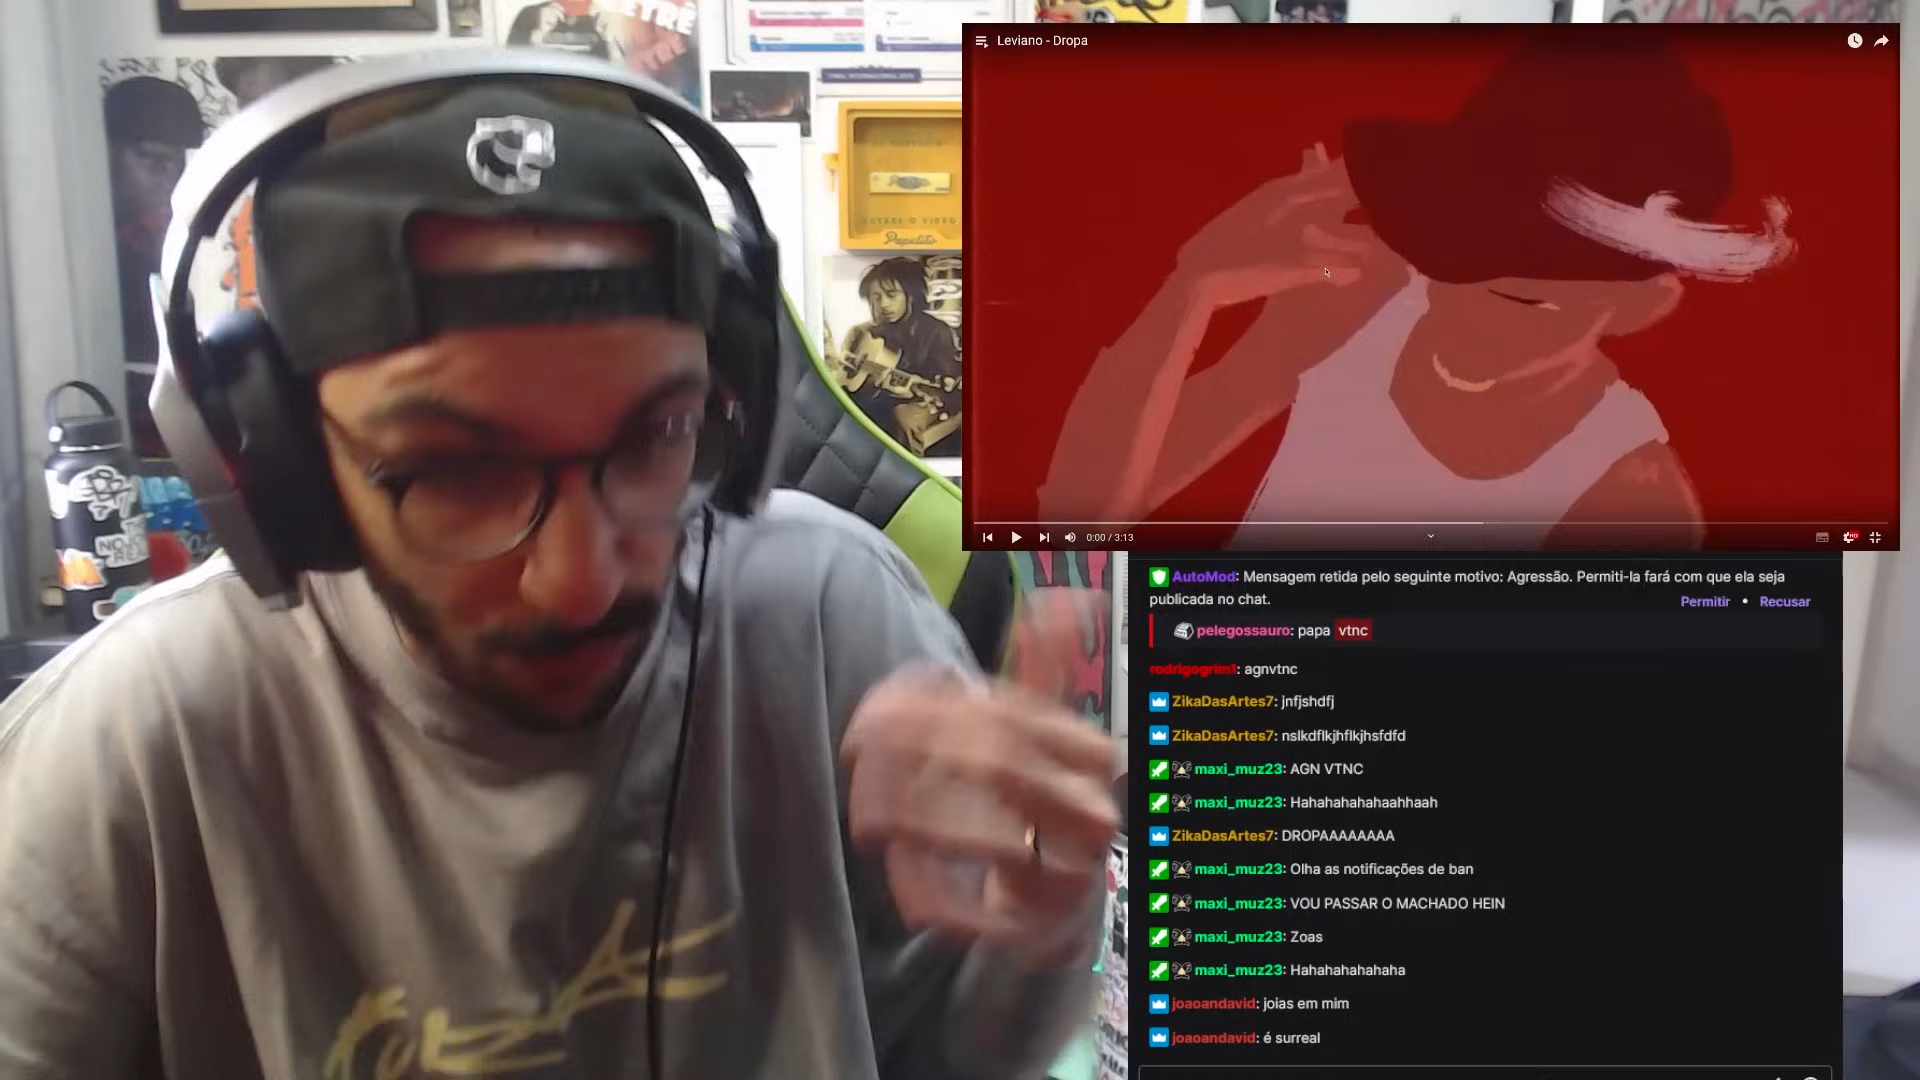 Leviano - Dropa
0:00 / 3:13
HD
Papelito
AutoMod: Mensagem retida pelo seguinte motivo: Agressão. Permiti-la fará com que ela seja
publicada no chat.
Permitir • Recusar
pelegossauro: papa vtnc
rodrigogrim1: agnvtnc
ZikaDasArtes7: jnfjshdfj
ZikaDasArtes7: nslkdflkjhflkjhsfdfd
maxi_muz23: AGN VTNC
maxi_muz23: Hahahahahahaahhaah
ZikaDasArtes7: DROPAAAAAAAA
maxi_muz23: Olha as notificações de ban
maxi_muz23: VOU PASSAR O MACHADO HEIN
maxi_muz23: Zoas
maxi_muz23: Hahahahahahaha
joaoandavid: joias em mim
joaoandavid: é surreal